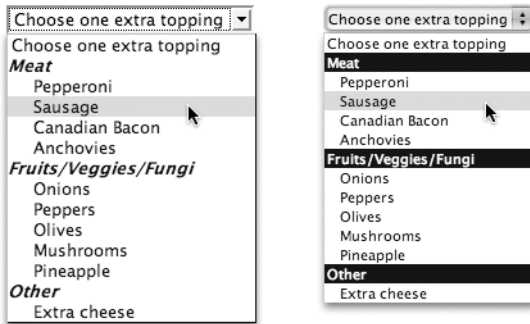 Choose one extra topping
Choose one extra topping
Meat
Pepperoni
Sausage
Canadian Bacon
Anchovies
Fruits/Veggies/Fungi
Onions
Peppers
Olives
Mushrooms
Pineapple
Other
Extra cheese
Choose one extra topping
Choose one extra topping
Meat
Pepperoni
Sausage
Canadian Bacon
Anchovies
Fruits/Veggies/Fungi
Onions
Peppers
Olives
Mushrooms
Pineapple
Other
Extra cheese